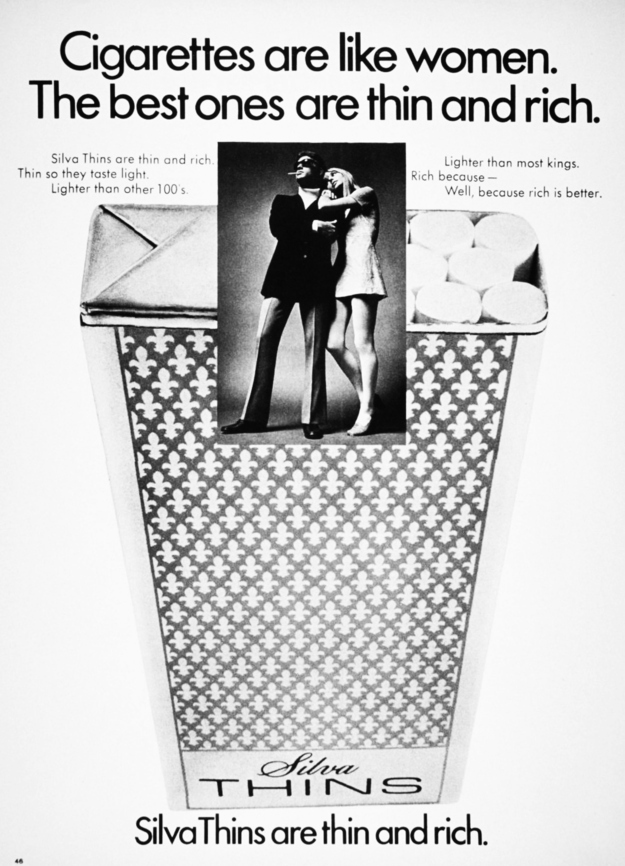 Cigarettes are like women.
The best ones are thin and rich.
Silva Thins are thin and rich.
Thin so they taste light.
Lighter than other 100's.
Lighter than most kings.
Rich because—
Well, because rich is better.
Silva
THINS
Silva Thins are thin and rich.
46